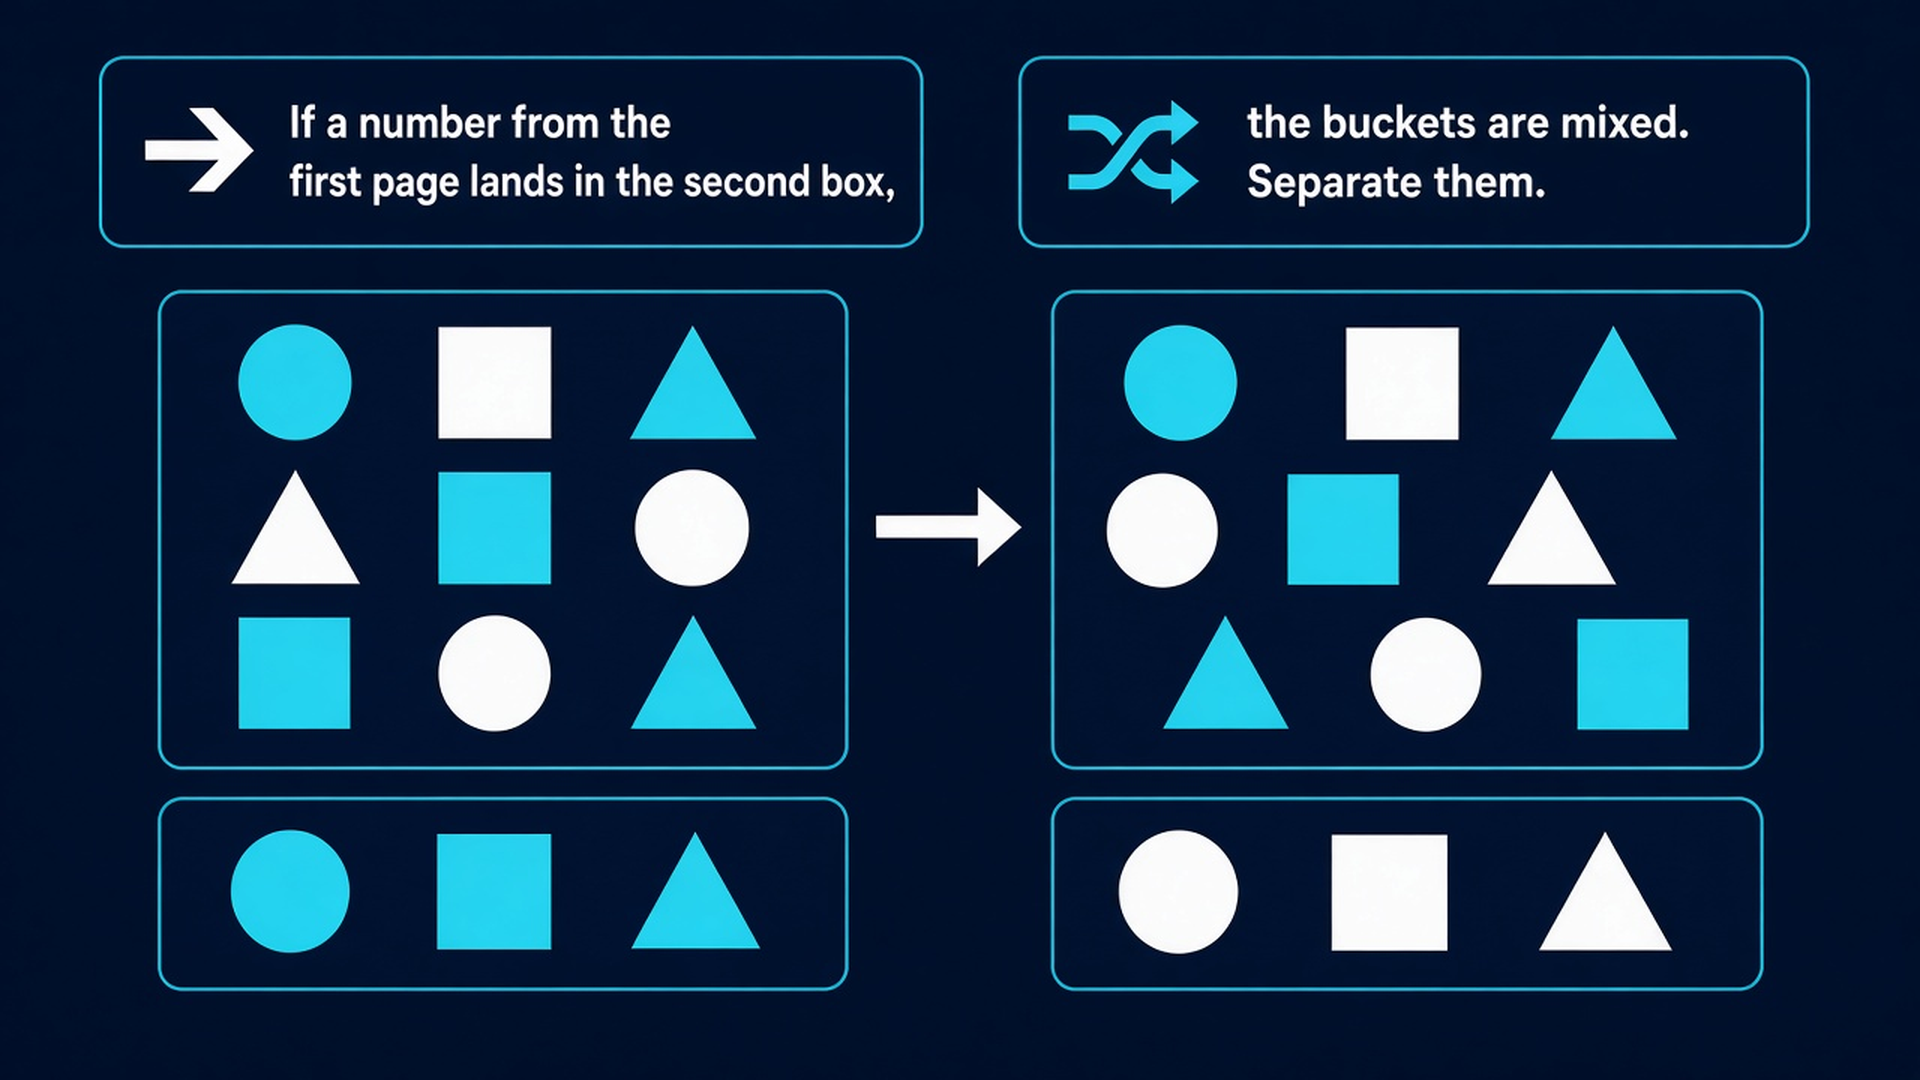 If a number from the
first page lands in the second box,
the buckets are mixed.
Separate them.